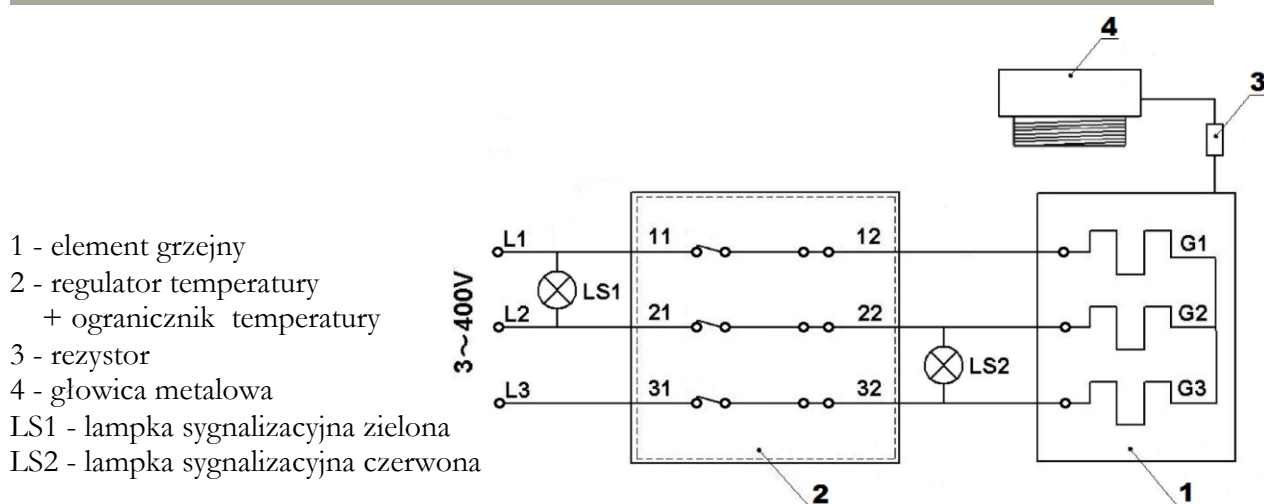 1 - element grzejny
2 - regulator temperatury
+ ogranicznik temperatury
3 - rezystor
4 - głowica metalowa
LS1 - lampka sygnalizacyjna zielona
LS2 - lampka sygnalizacyjna czerwona
4
3
3~400V
L1 11 12 G1
LS1
L2 21 22 G2
LS2
L3 31 32 G3
2
1